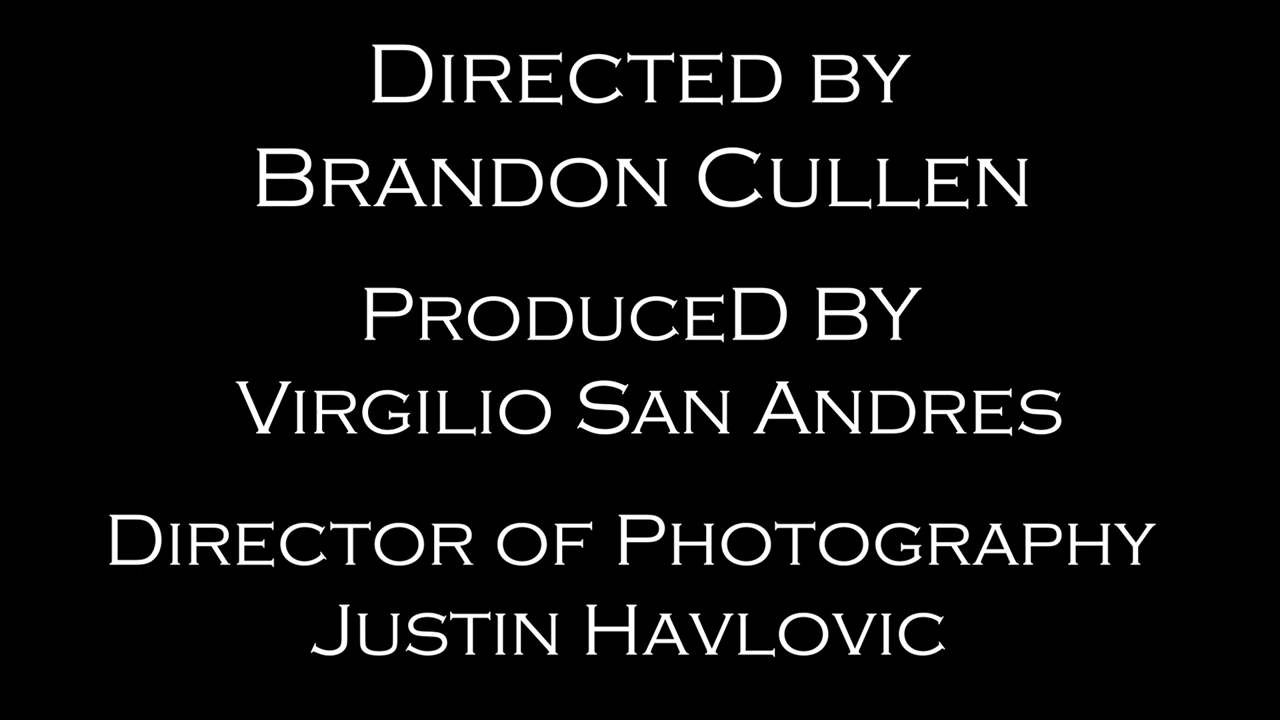 Directed by
Brandon Cullen
ProduceD BY
Virgilio San Andres
Director of Photography
Justin Havlovic